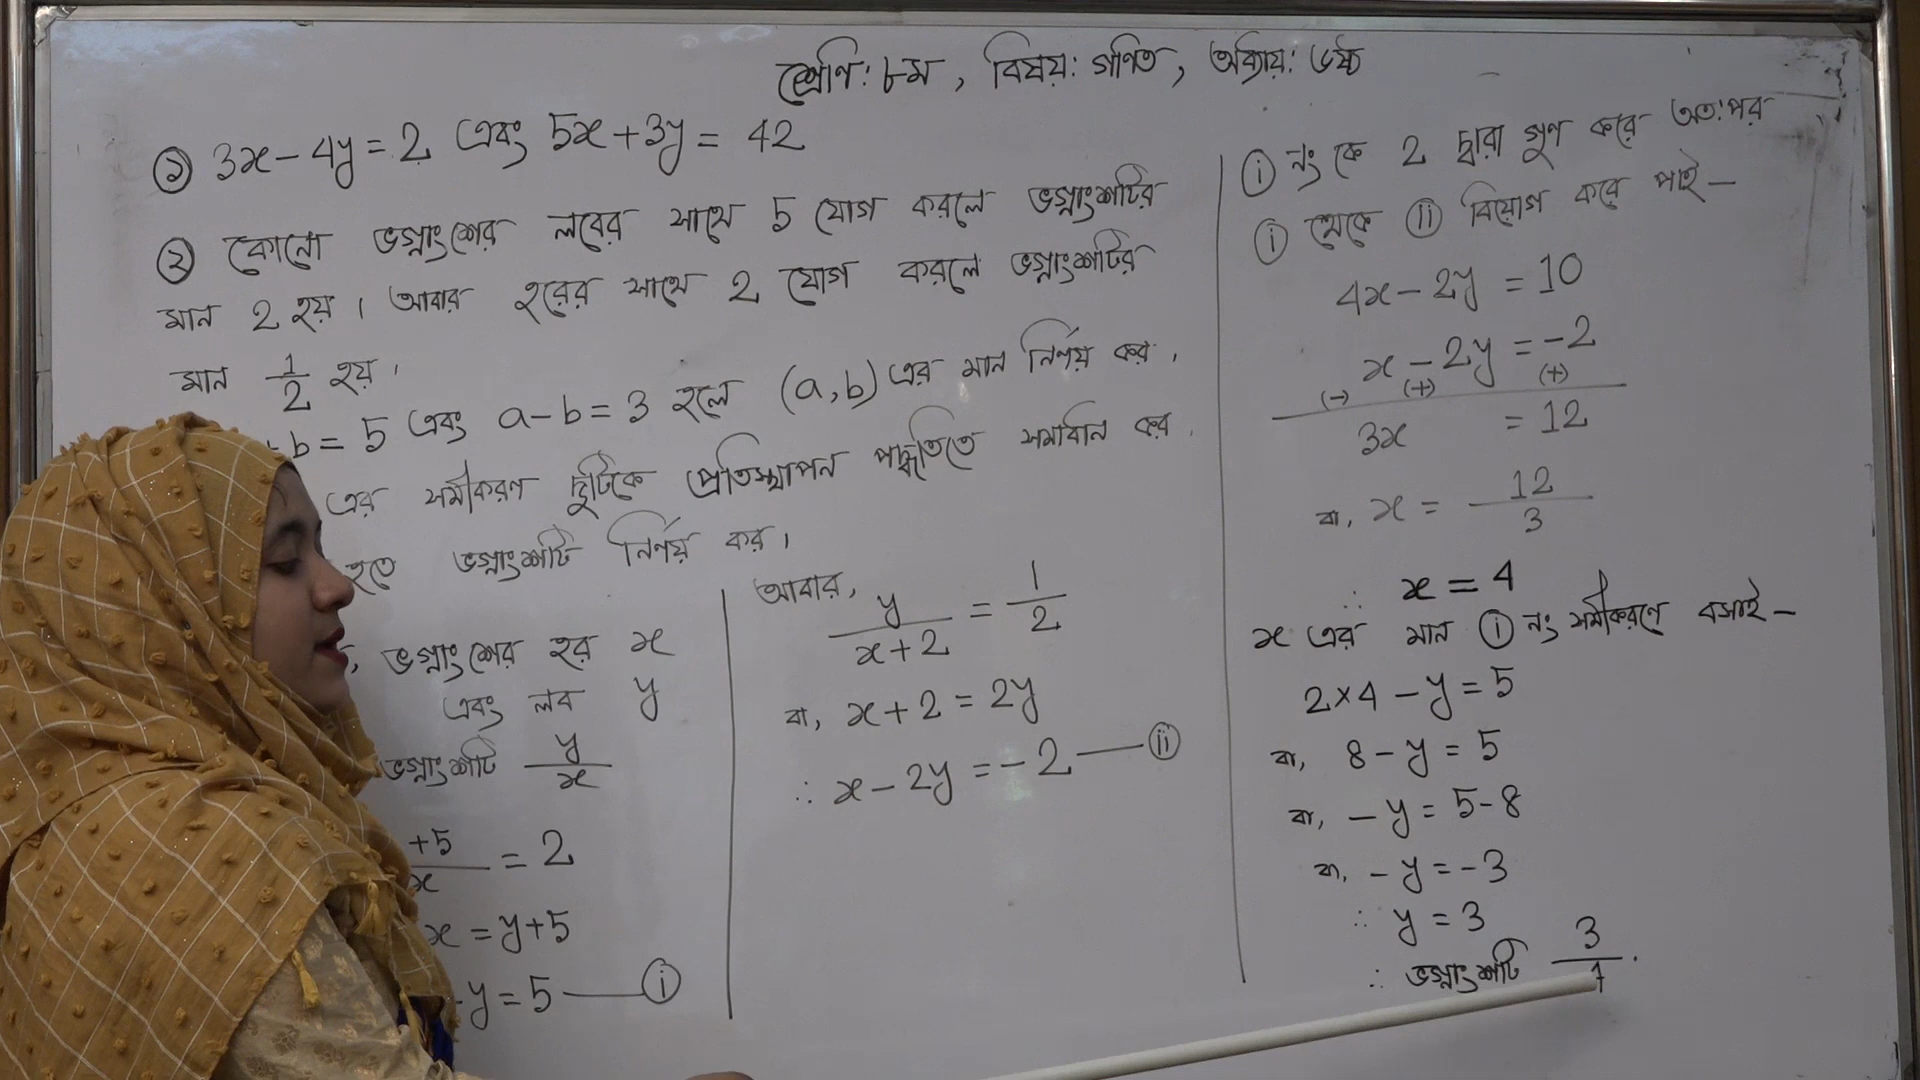 শ্রেণি: ৮ম, বিষয়: গণিত, অধ্যায়: ৬ষ্ঠ
① 3x - 4y = 2 এবং 5x + 3y = 42
② কোনো ভগ্নাংশের লবের সাথে 5 যোগ করলে ভগ্নাংশটির
মান 2 হয়। আবার হরের সাথে 2 যোগ করলে ভগ্নাংশটির
মান 1/2 হয়।
b = 5 এবং a - b = 3 হলে (a, b) এর মান নির্ণয় কর।
এর সমীকরণ দুটিকে প্রতিস্থাপন পদ্ধতিতে সমাধান কর।
হতে ভগ্নাংশটি নির্ণয় কর।
, ভগ্নাংশের হর x
এবং লব y
ভগ্নাংশটি y/x
+5/x = 2
x = y+5
-y = 5 — ⓘ
আবার,
y/(x+2) = 1/2
বা, x+2 = 2y
∴ x - 2y = -2 — ⓘⓘ
ⓘ নং কে 2 দ্বারা গুণ করে অত:পর
ⓘ থেকে ⓘⓘ বিয়োগ করে পাই—
4x - 2y = 10
x - 2y = -2
(-) (+) (+)
3x = 12
বা, x = 12/3
∴ x = 4
x এর মান ⓘ নং সমীকরণে বসাই—
2×4 - y = 5
বা, 8 - y = 5
বা, - y = 5-8
বা, - y = -3
∴ y = 3
∴ ভগ্নাংশটি 3/4.